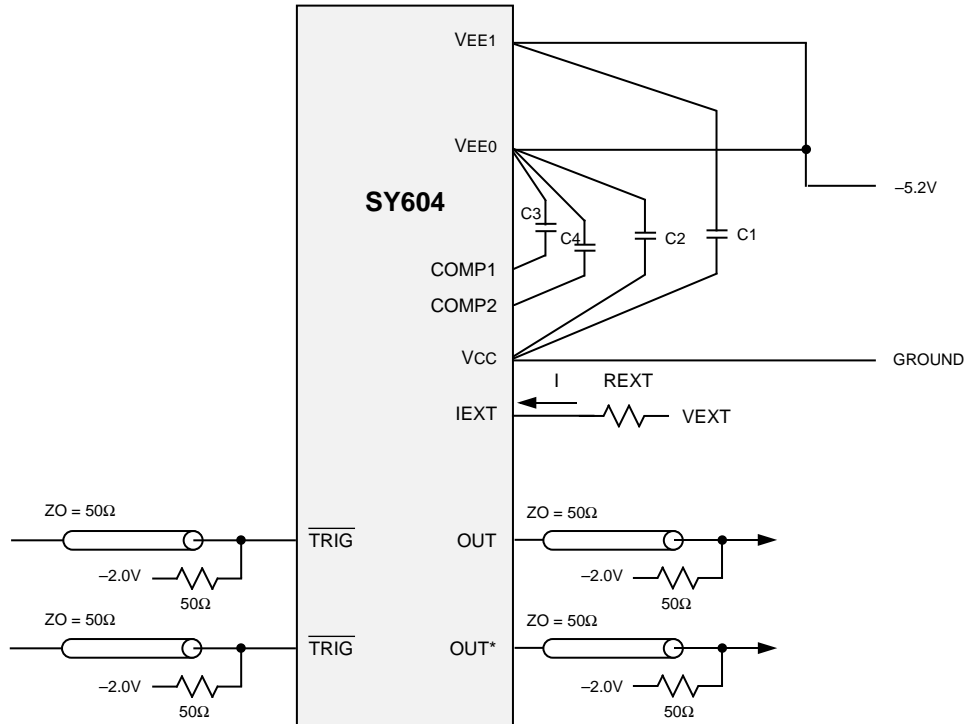 VEE1
VEE0
–5.2V
SY604
C3
C4
C2
C1
COMP1
COMP2
VCC
GROUND
I
REXT
IEXT
VEXT
ZO = 50Ω
ZO = 50Ω
TRIG
OUT
–2.0V
–2.0V
50Ω
50Ω
ZO = 50Ω
ZO = 50Ω
TRIG
OUT*
–2.0V
–2.0V
50Ω
50Ω